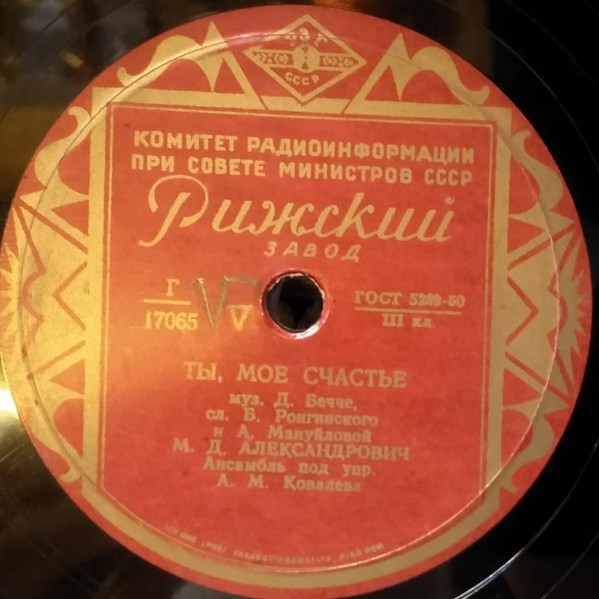 СССР
КОМИТЕТ РАДИОИНФОРМАЦИИ
ПРИ СОВЕТЕ МИНИСТРОВ СССР
Рижский
ЗАВОД
Г
17065
ГОСТ 5289-50
III кл.
ТЫ, МОЕ СЧАСТЬЕ
муз. Д. Бечче,
сл. Б. Ронгинского
и А. Мануйловой
М. Д. АЛЕКСАНДРОВИЧ
Ансамбль под упр.
А. М. Ковалева